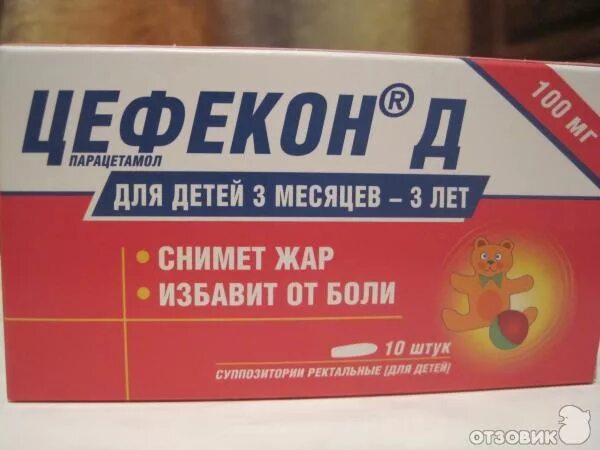 ЦЕФЕКОН® Д
ПАРАЦЕТАМОЛ
100 МГ
ДЛЯ ДЕТЕЙ 3 МЕСЯЦЕВ – 3 ЛЕТ
• СНИМЕТ ЖАР
• ИЗБАВИТ ОТ БОЛИ
10 штук
СУППОЗИТОРИИ РЕКТАЛЬНЫЕ (ДЛЯ ДЕТЕЙ)
ОТЗОВИК